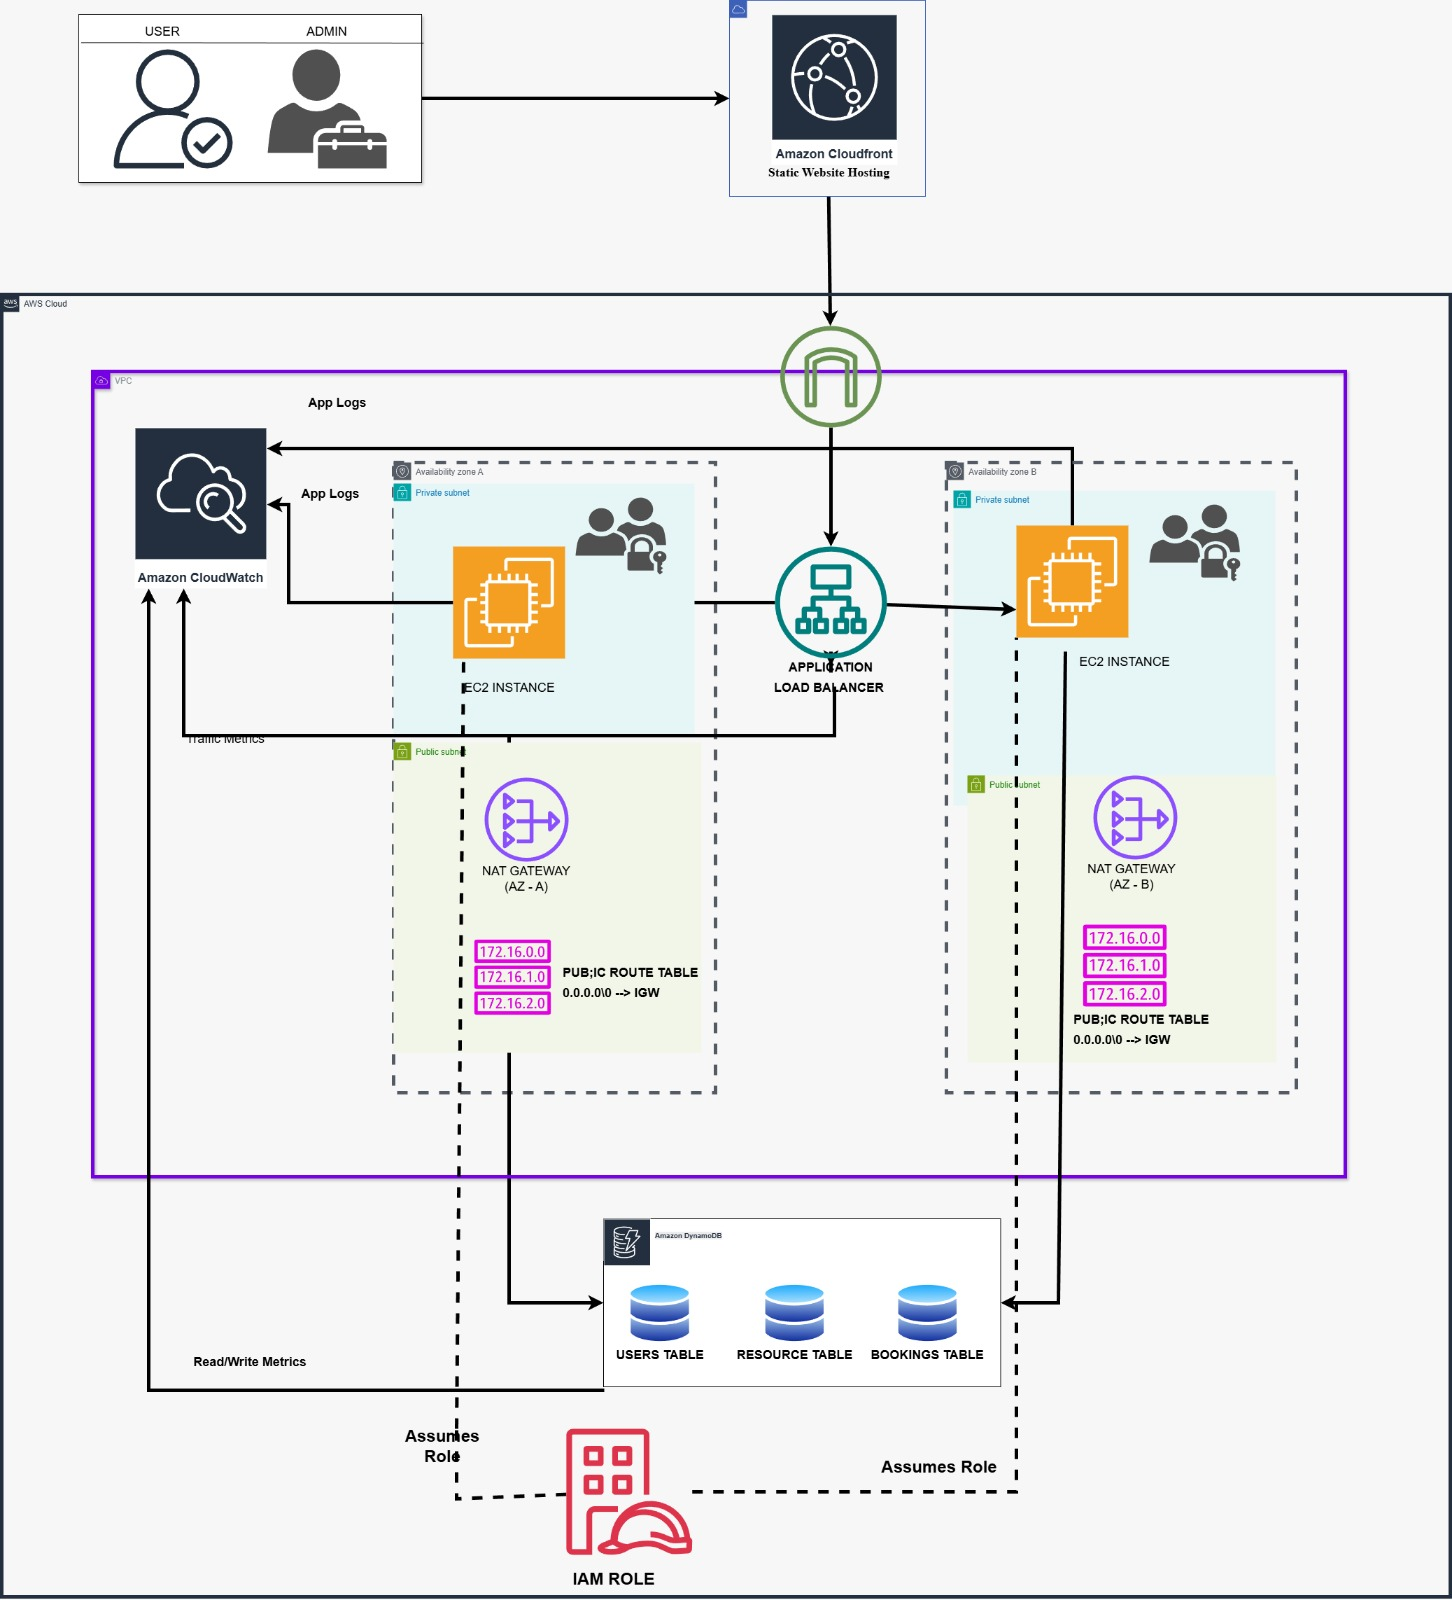 USER
ADMIN
Amazon Cloudfront
Static Website Hosting
aws
AWS Cloud
VPC
App Logs
App Logs
Amazon CloudWatch
Availability zone A
Private subnet
EC2 INSTANCE
Availability zone B
Private subnet
EC2 INSTANCE
APPLICATION
LOAD BALANCER
Traffic Metrics
Public subnet
NAT GATEWAY
(AZ - A)
172.16.0.0
172.16.1.0
172.16.2.0
PUB;IC ROUTE TABLE
0.0.0.0\0 --> IGW
Public subnet
NAT GATEWAY
(AZ - B)
172.16.0.0
172.16.1.0
172.16.2.0
PUB;IC ROUTE TABLE
0.0.0.0\0 --> IGW
Amazon DynamoDB
USERS TABLE
RESOURCE TABLE
BOOKINGS TABLE
Read/Write Metrics
Assumes
Role
Assumes Role
IAM ROLE